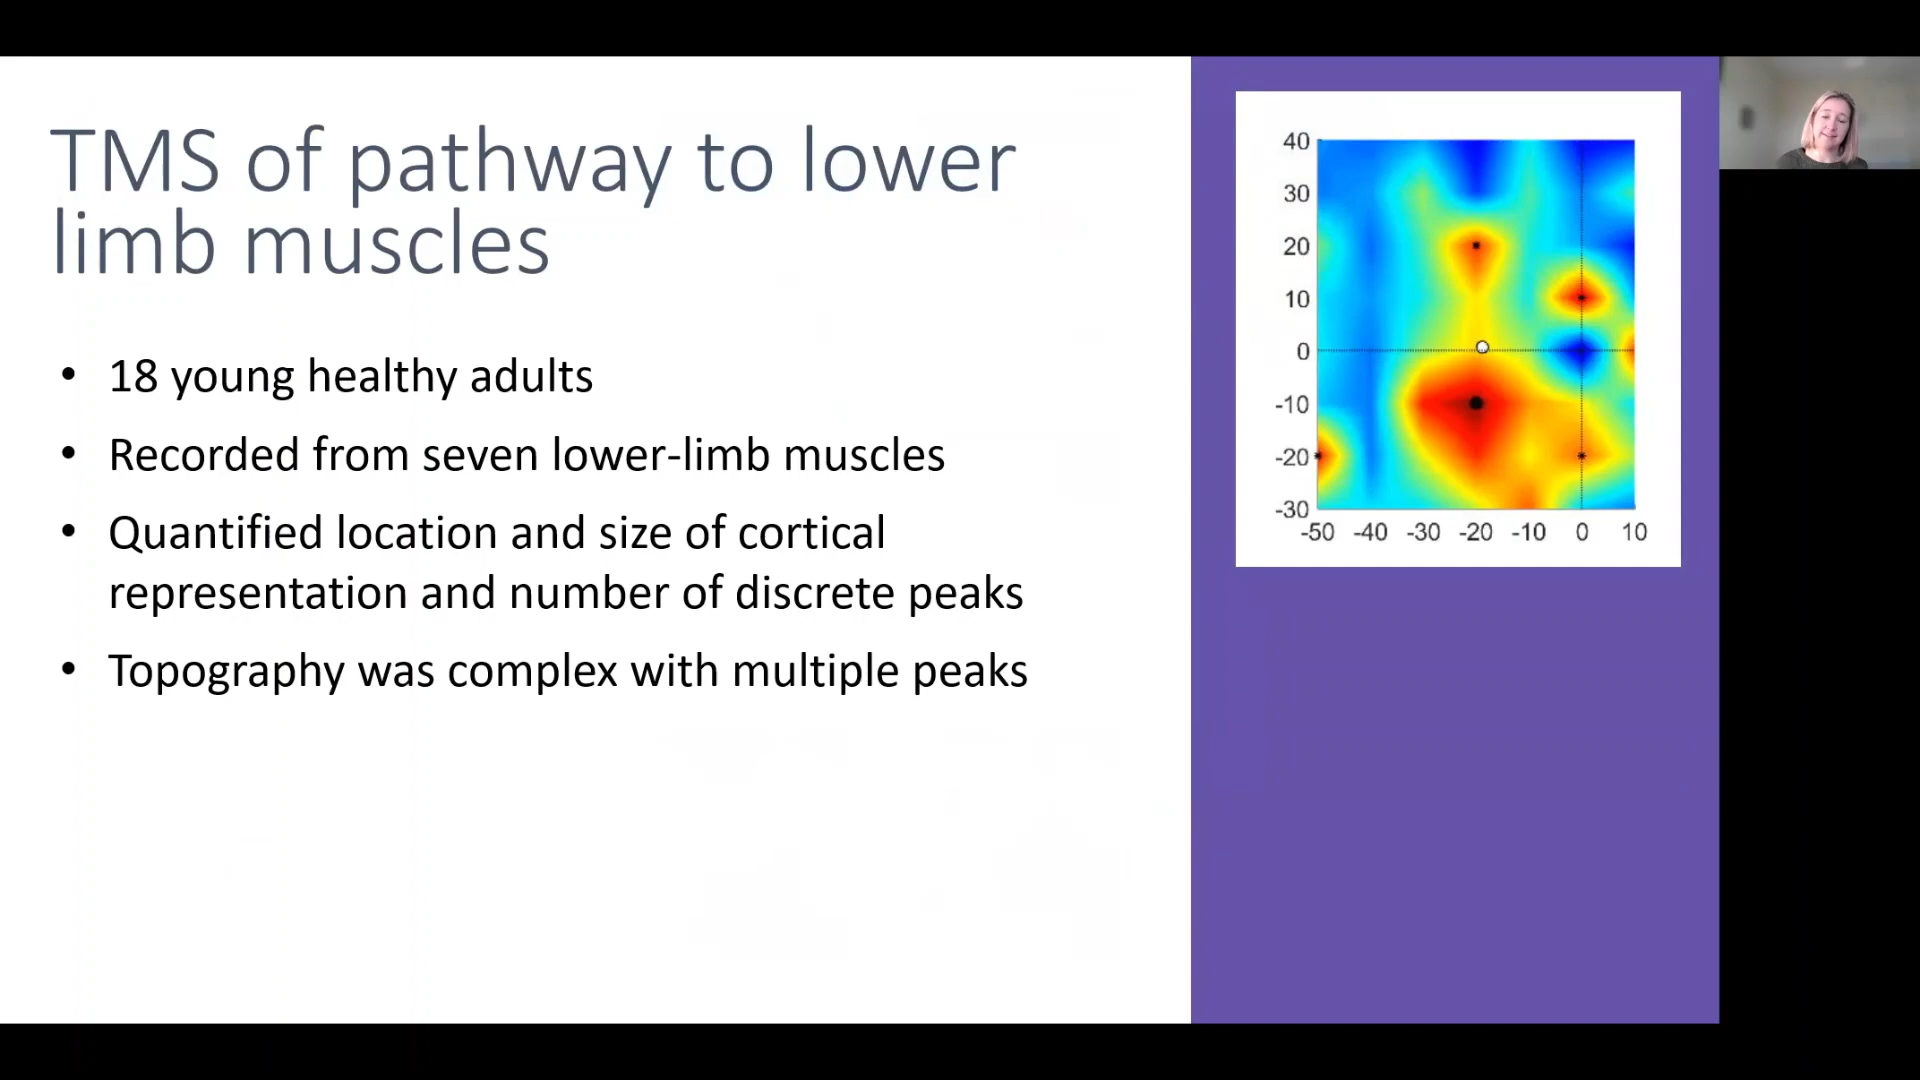 TMS of pathway to lower
limb muscles
• 18 young healthy adults
• Recorded from seven lower-limb muscles
• Quantified location and size of cortical
representation and number of discrete peaks
• Topography was complex with multiple peaks
40
30
20
10
0
-10
-20
-30
-50 -40 -30 -20 -10 0 10